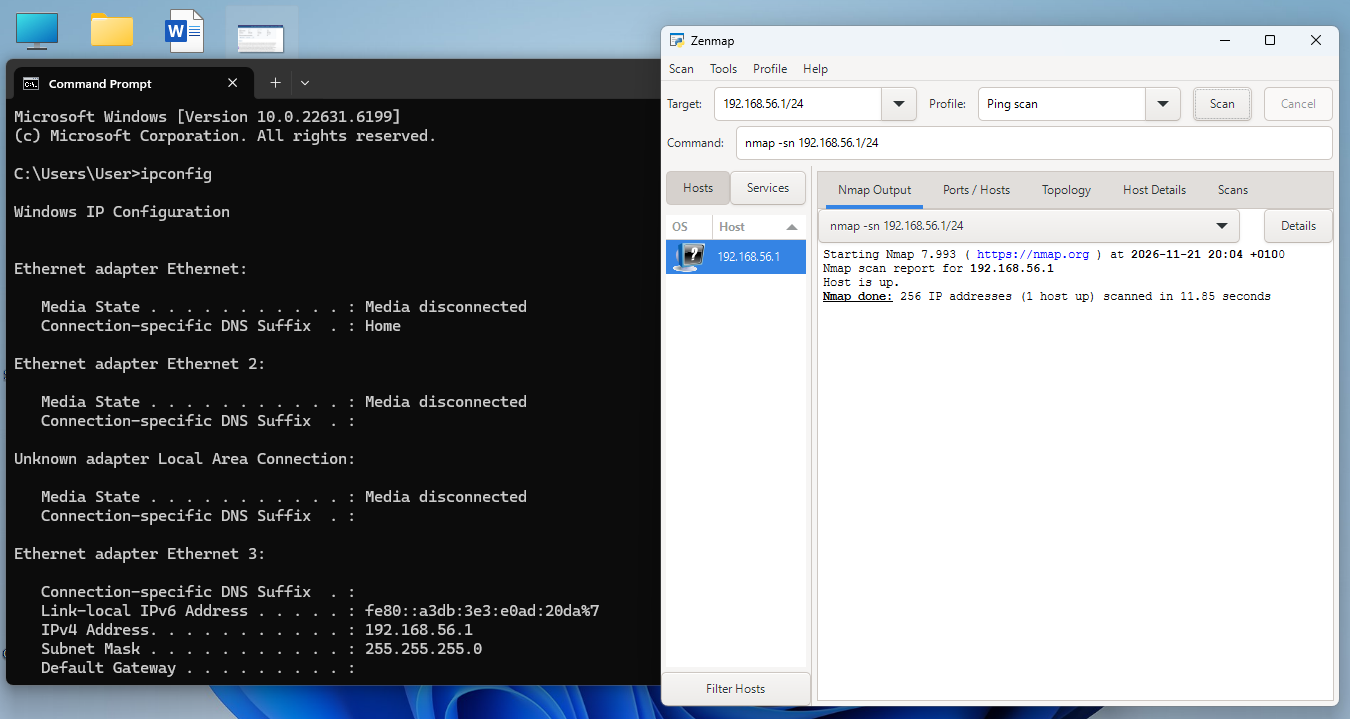 Command Prompt
Microsoft Windows [Version 10.0.22631.6199]
(c) Microsoft Corporation. All rights reserved.
C:\Users\User>ipconfig
Windows IP Configuration
Ethernet adapter Ethernet:
Media State . . . . . . . . . . . : Media disconnected
Connection-specific DNS Suffix  . : Home
Ethernet adapter Ethernet 2:
Media State . . . . . . . . . . . : Media disconnected
Connection-specific DNS Suffix  . :
Unknown adapter Local Area Connection:
Media State . . . . . . . . . . . : Media disconnected
Connection-specific DNS Suffix  . :
Ethernet adapter Ethernet 3:
Connection-specific DNS Suffix  . :
Link-local IPv6 Address . . . . . : fe80::a3db:3e3:e0ad:20da%7
IPv4 Address. . . . . . . . . . . : 192.168.56.1
Subnet Mask . . . . . . . . . . . : 255.255.255.0
Default Gateway . . . . . . . . . :
Zenmap
Scan Tools Profile Help
Target: 192.168.56.1/24 Profile: Ping scan Scan Cancel
Command: nmap -sn 192.168.56.1/24
Hosts Services
OS Host
192.168.56.1
Filter Hosts
Nmap Output Ports / Hosts Topology Host Details Scans
nmap -sn 192.168.56.1/24 Details
Starting Nmap 7.993 ( https://nmap.org ) at 2026-11-21 20:04 +0100
Nmap scan report for 192.168.56.1
Host is up.
Nmap done: 256 IP addresses (1 host up) scanned in 11.85 seconds